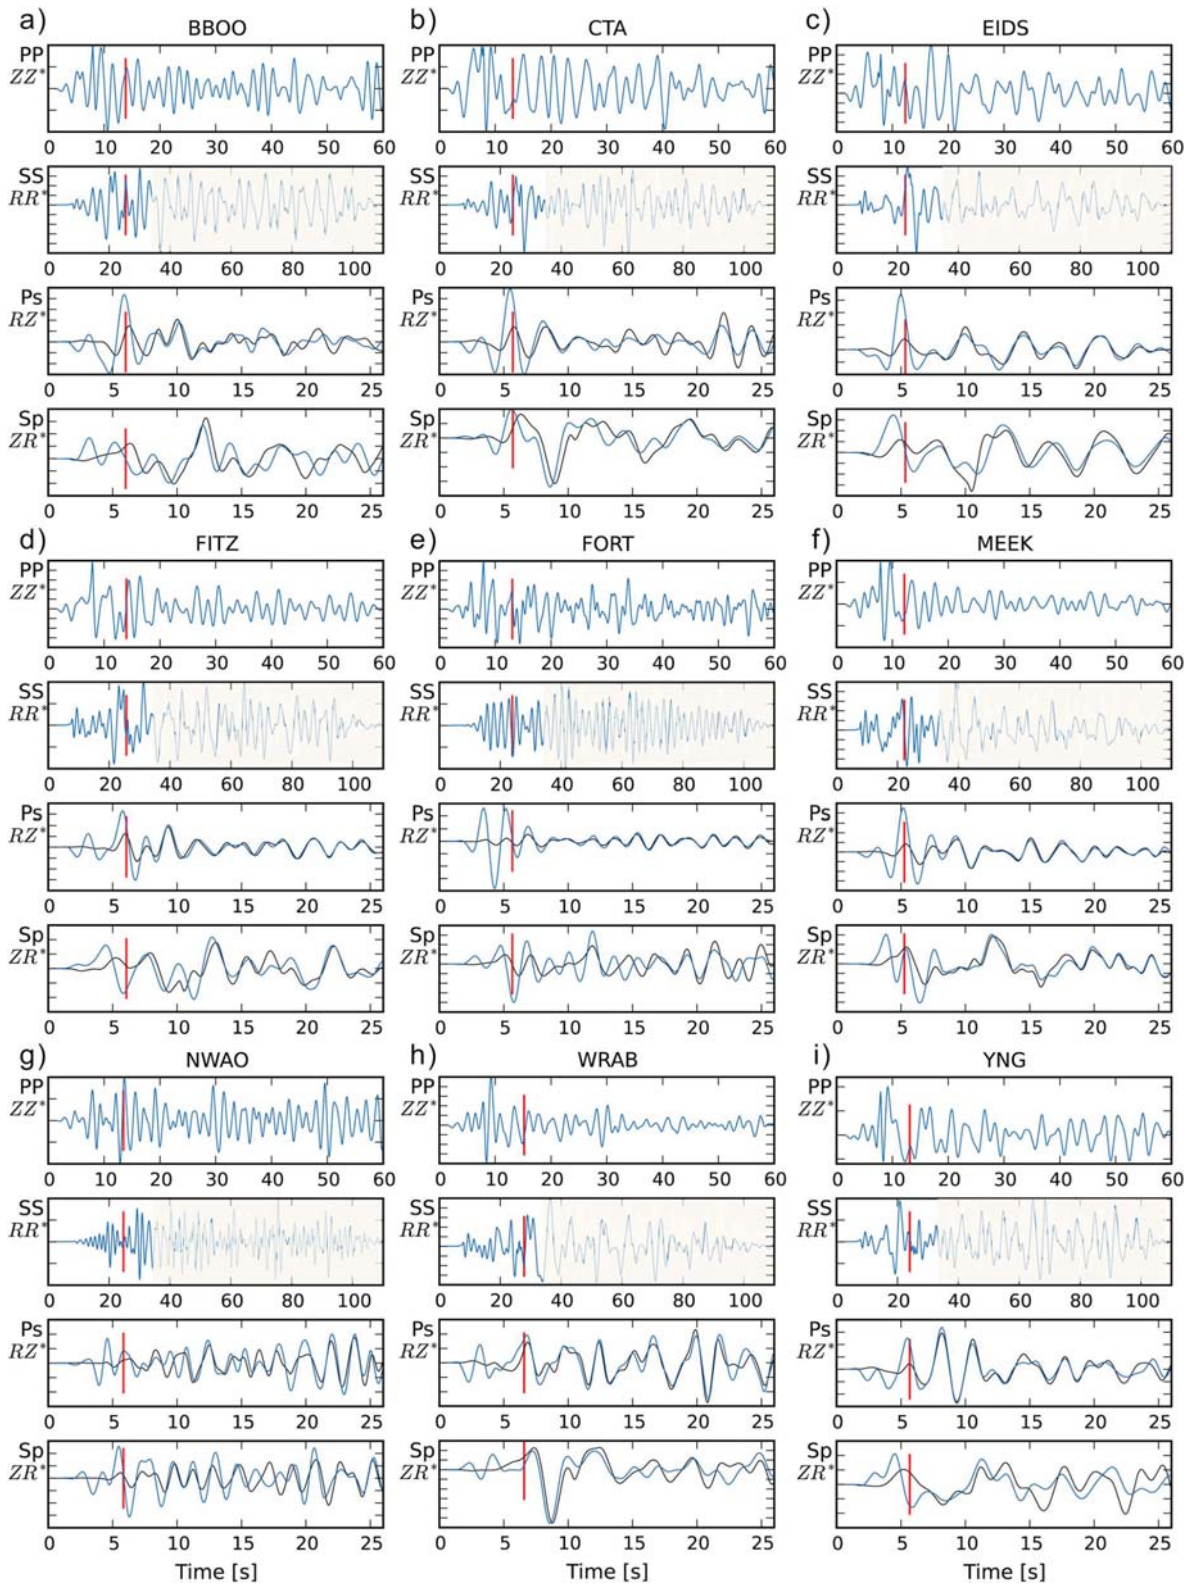 a) BBOO
PP
ZZ*
0 10 20 30 40 50 60
SS
RR*
0 20 40 60 80 100
Ps
RZ*
0 5 10 15 20 25
Sp
ZR*
0 5 10 15 20 25
b) CTA
PP
ZZ*
0 10 20 30 40 50 60
SS
RR*
0 20 40 60 80 100
Ps
RZ*
0 5 10 15 20 25
Sp
ZR*
0 5 10 15 20 25
c) EIDS
PP
ZZ*
0 10 20 30 40 50 60
SS
RR*
0 20 40 60 80 100
Ps
RZ*
0 5 10 15 20 25
Sp
ZR*
0 5 10 15 20 25
d) FITZ
PP
ZZ*
0 10 20 30 40 50 60
SS
RR*
0 20 40 60 80 100
Ps
RZ*
0 5 10 15 20 25
Sp
ZR*
0 5 10 15 20 25
e) FORT
PP
ZZ*
0 10 20 30 40 50 60
SS
RR*
0 20 40 60 80 100
Ps
RZ*
0 5 10 15 20 25
Sp
ZR*
0 5 10 15 20 25
f) MEEK
PP
ZZ*
0 10 20 30 40 50 60
SS
RR*
0 20 40 60 80 100
Ps
RZ*
0 5 10 15 20 25
Sp
ZR*
0 5 10 15 20 25
g) NWAO
PP
ZZ*
0 10 20 30 40 50 60
SS
RR*
0 20 40 60 80 100
Ps
RZ*
0 5 10 15 20 25
Sp
ZR*
0 5 10 15 20 25
Time [s]
h) WRAB
PP
ZZ*
0 10 20 30 40 50 60
SS
RR*
0 20 40 60 80 100
Ps
RZ*
0 5 10 15 20 25
Sp
ZR*
0 5 10 15 20 25
Time [s]
i) YNG
PP
ZZ*
0 10 20 30 40 50 60
SS
RR*
0 20 40 60 80 100
Ps
RZ*
0 5 10 15 20 25
Sp
ZR*
0 5 10 15 20 25
Time [s]